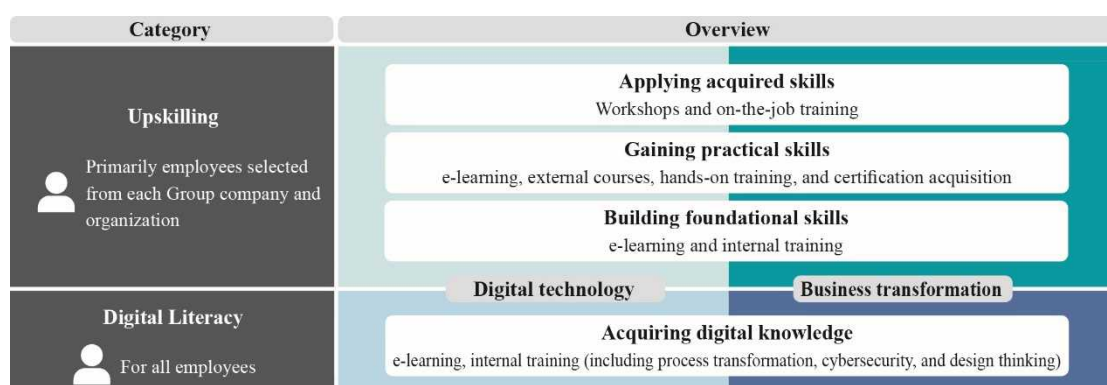 Category
Overview
Upskilling
Primarily employees selected
from each Group company and
organization
Applying acquired skills
Workshops and on-the-job training
Gaining practical skills
e-learning, external courses, hands-on training, and certification acquisition
Building foundational skills
e-learning and internal training
Digital technology
Business transformation
Digital Literacy
For all employees
Acquiring digital knowledge
e-learning, internal training (including process transformation, cybersecurity, and design thinking)